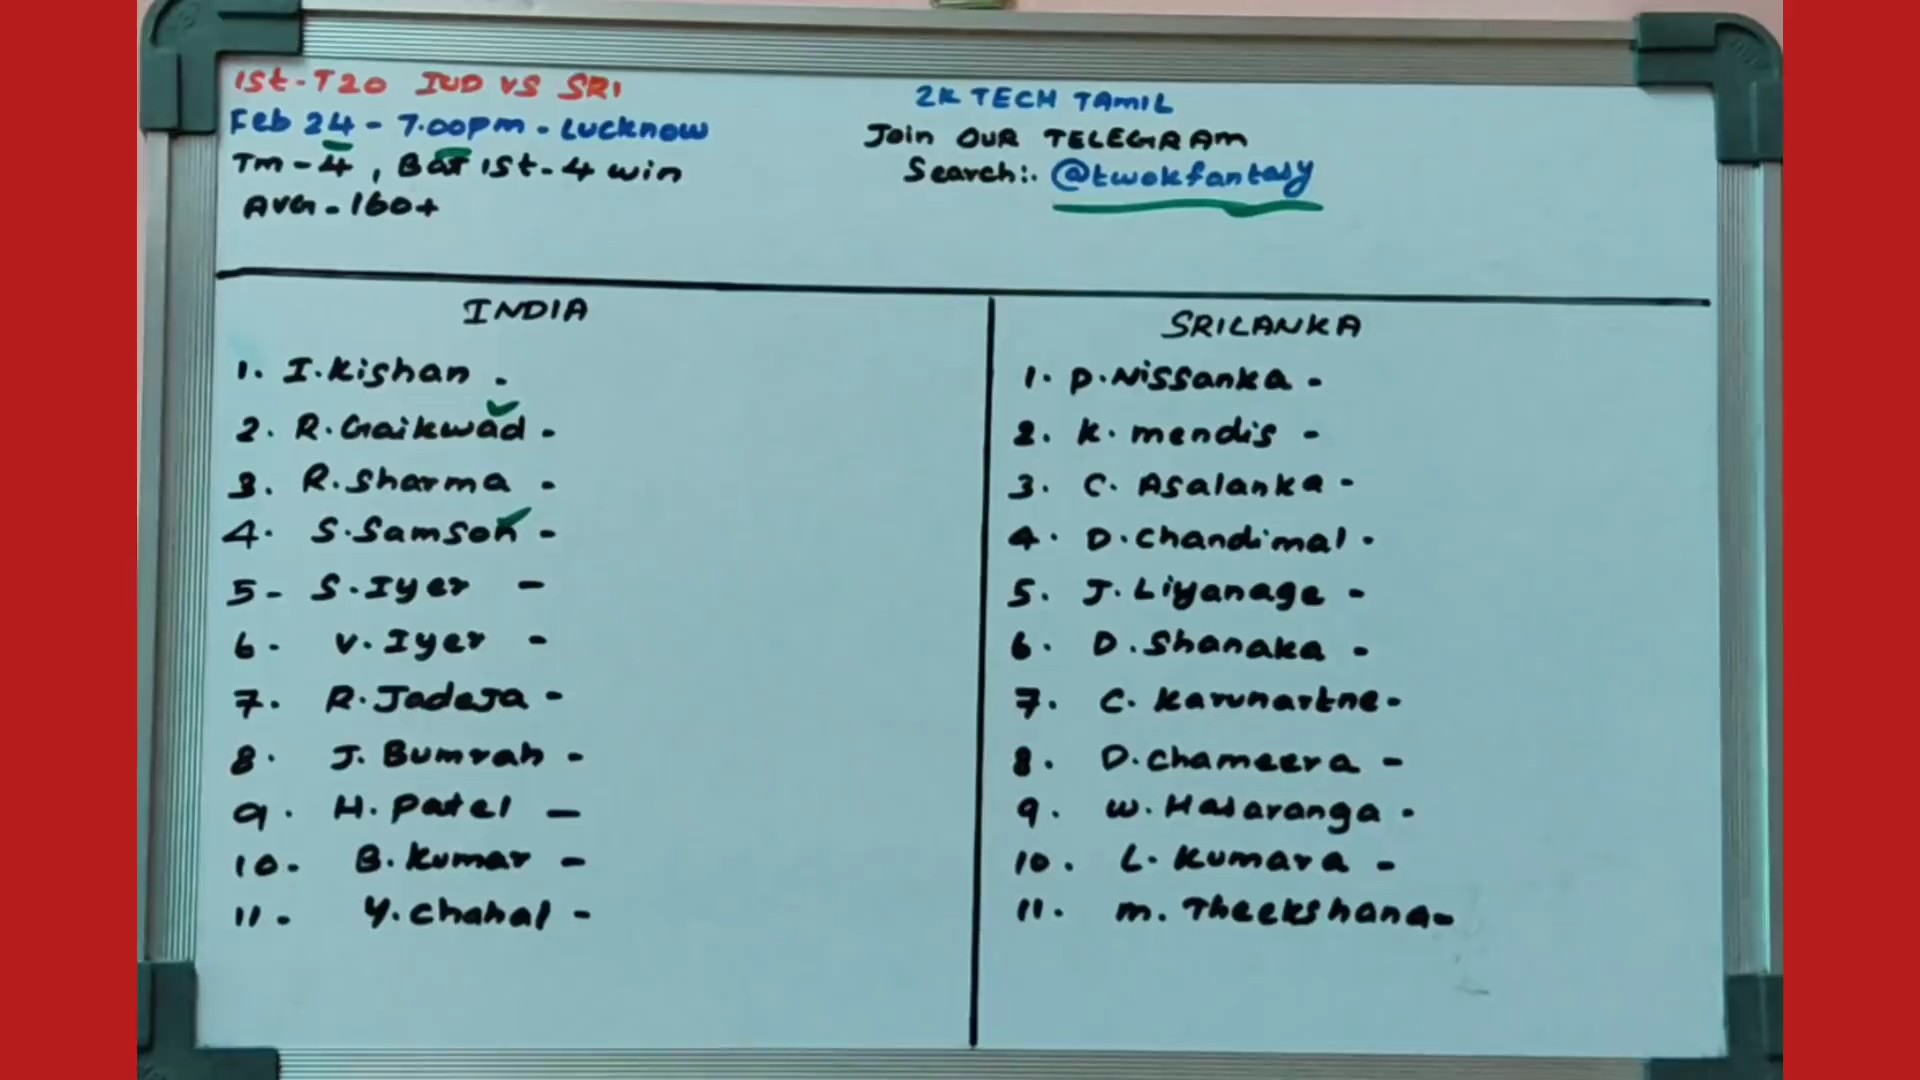 1st-T20 IND VS SRI
Feb 24 - 7.00pm - Lucknow
Tm - 4, BAT 1st - 4 win
AVG - 160+
2K TECH TAMIL
Join OUR TELEGRAM
Search:. @twokfantasy
INDIA
1. I.Kishan -
2. R.Gaikwad -
3. R.Sharma -
4. S.Samson -
5- S.Iyer -
6- V.Iyer -
7. R.Jadeja -
8. J.Bumrah -
9. H.Patel -
10- B.Kumar -
11- Y.Chahal -
SRILANKA
1. P.Nissanka -
2. K.mendis -
3. C.Asalanka -
4. D.Chandimal -
5. J.Liyanage -
6. D.Shanaka -
7. C.Karunartne -
8. D.Chameera -
9. W.Hasaranga -
10. L.Kumara -
11. m.Theekshana -